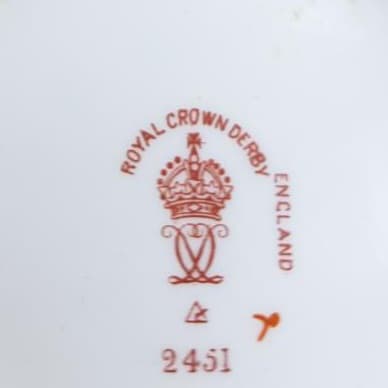 ROYAL CROWN DERBY
ENGLAND
2451